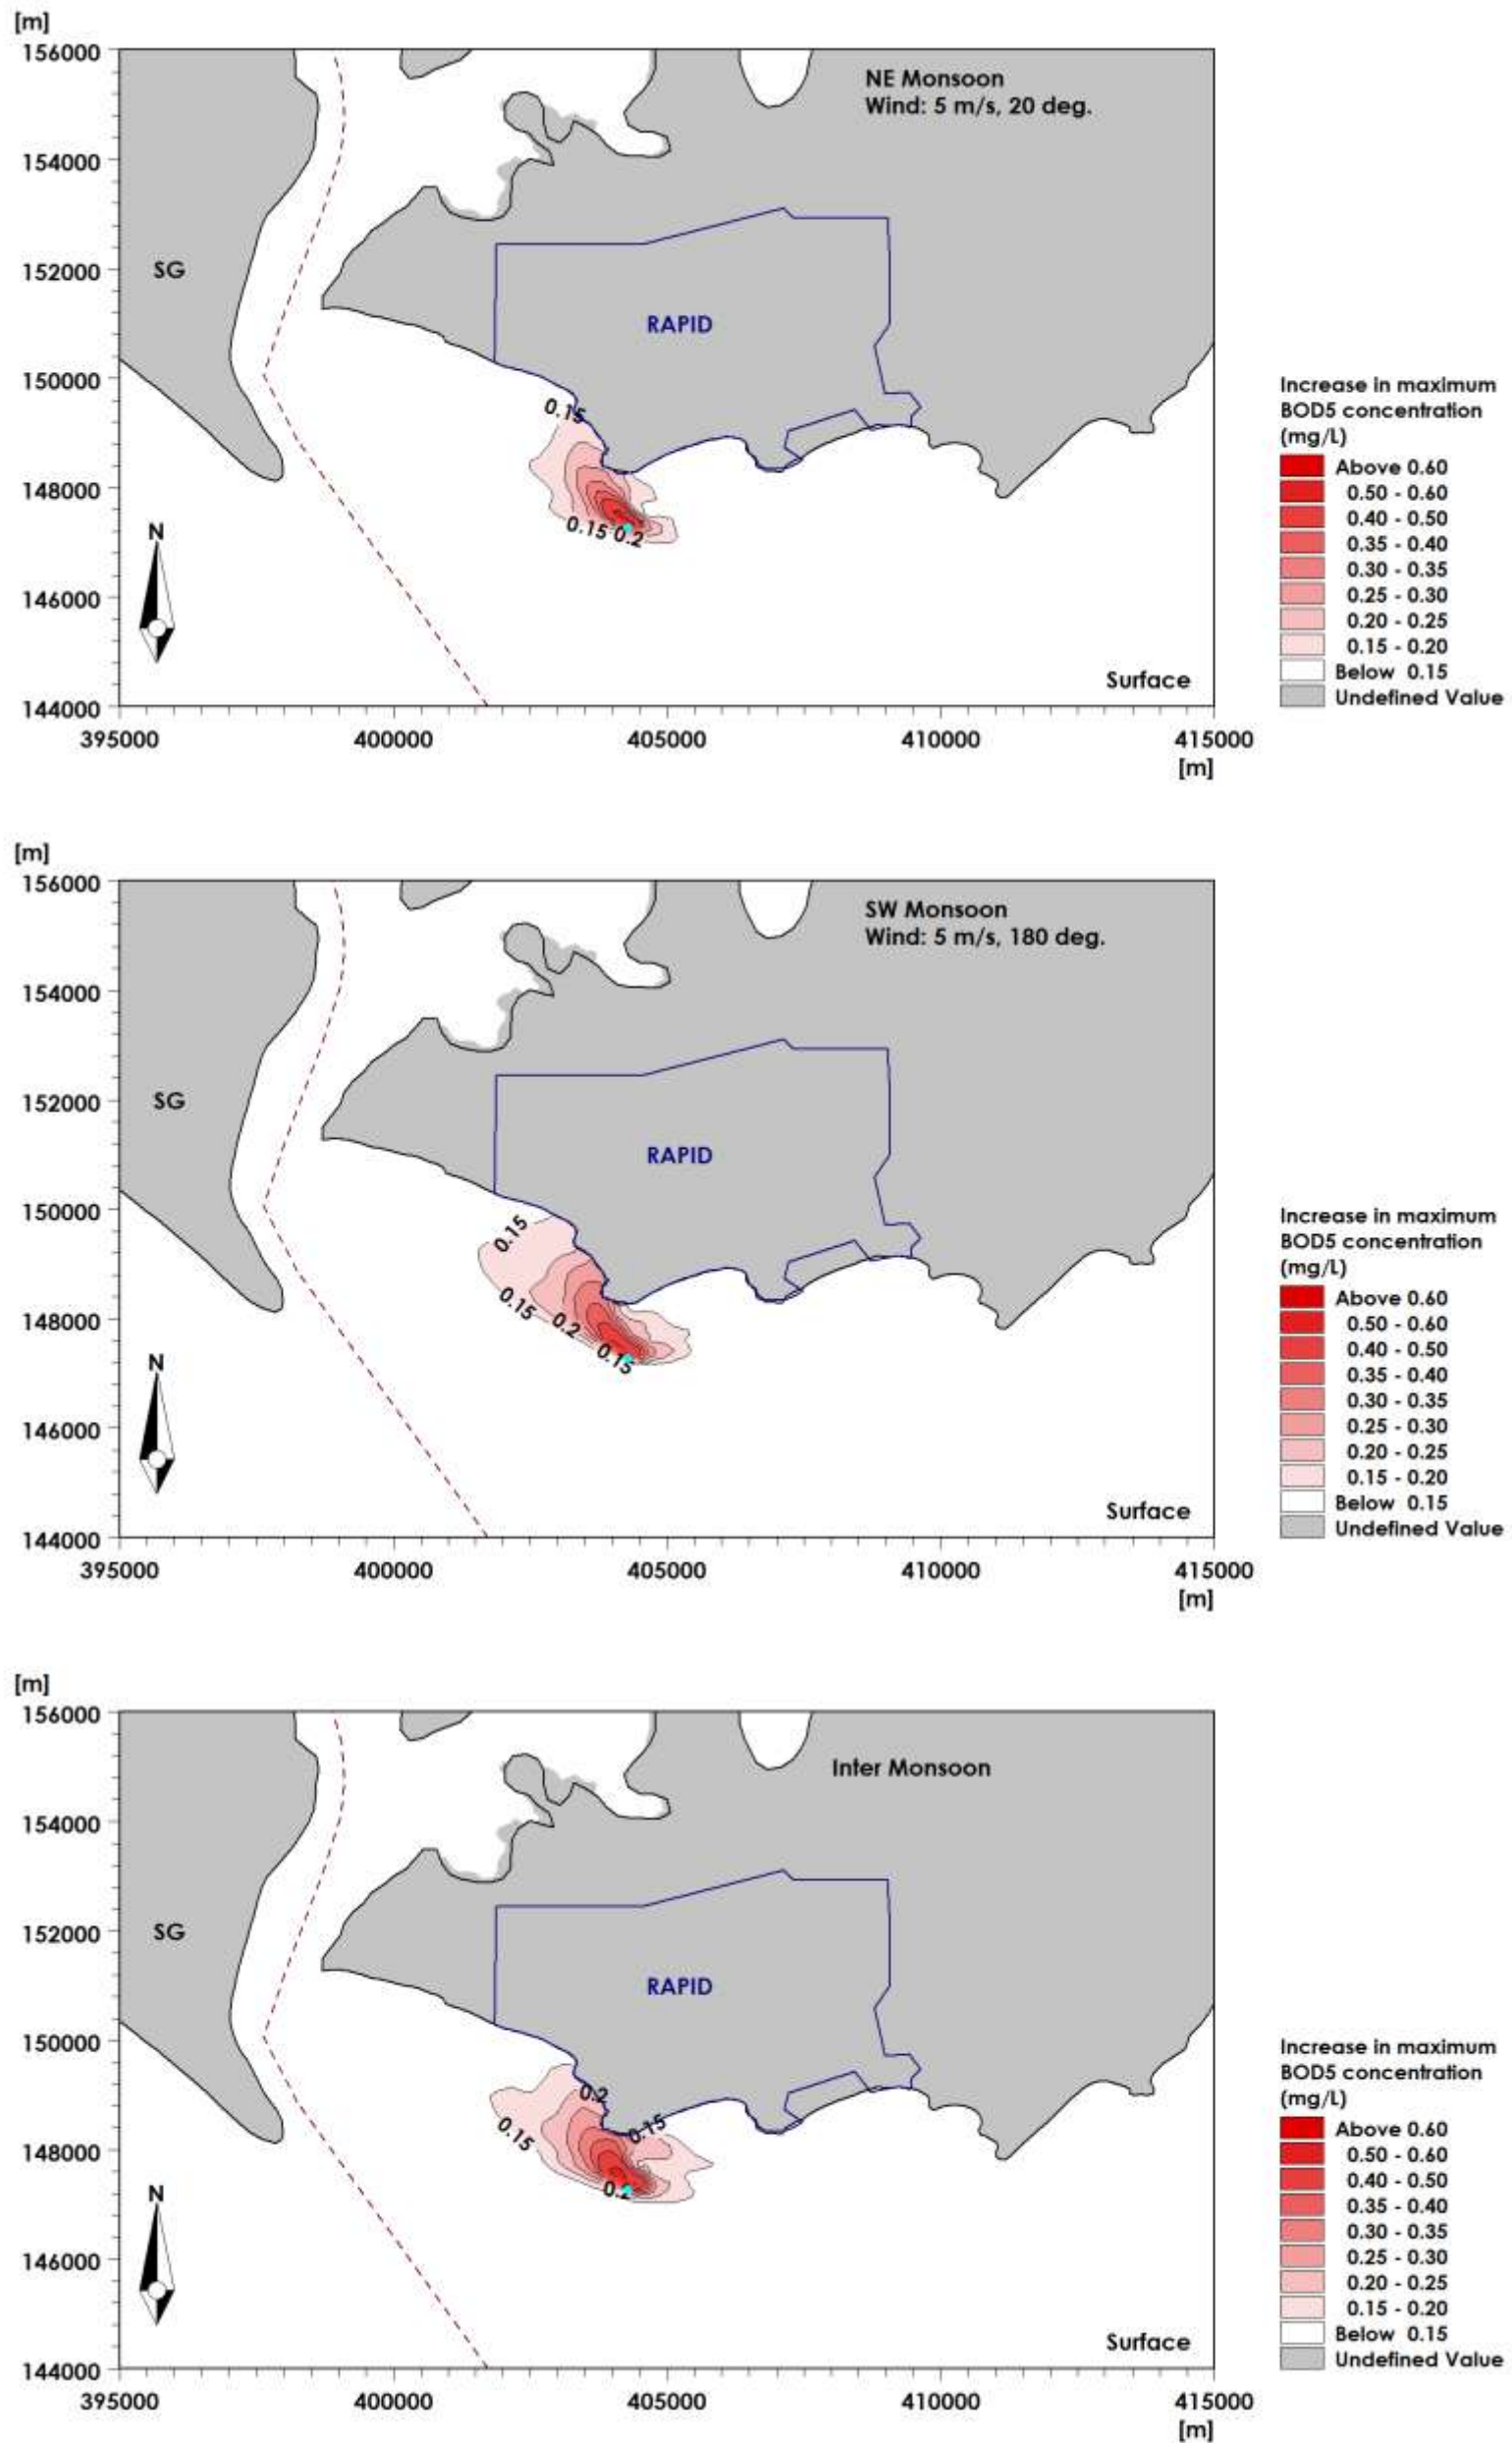 [m]
156000
NE Monsoon
Wind: 5 m/s, 20 deg.
154000
152000
SG
RAPID
150000
0.15
148000
0.15 0.2
N
146000
Surface
144000
395000 400000 405000 410000 415000
[m]
Increase in maximum
BOD5 concentration
(mg/L)
Above 0.60
0.50 - 0.60
0.40 - 0.50
0.35 - 0.40
0.30 - 0.35
0.25 - 0.30
0.20 - 0.25
0.15 - 0.20
Below 0.15
Undefined Value
[m]
156000
SW Monsoon
Wind: 5 m/s, 180 deg.
154000
152000
SG
RAPID
150000
0.15
0.15
0.2
148000
0.15
N
146000
Surface
144000
395000 400000 405000 410000 415000
[m]
Increase in maximum
BOD5 concentration
(mg/L)
Above 0.60
0.50 - 0.60
0.40 - 0.50
0.35 - 0.40
0.30 - 0.35
0.25 - 0.30
0.20 - 0.25
0.15 - 0.20
Below 0.15
Undefined Value
[m]
156000
Inter Monsoon
154000
152000
SG
RAPID
150000
0.2
0.15
0.15
148000
0.2
N
146000
Surface
144000
395000 400000 405000 410000 415000
[m]
Increase in maximum
BOD5 concentration
(mg/L)
Above 0.60
0.50 - 0.60
0.40 - 0.50
0.35 - 0.40
0.30 - 0.35
0.25 - 0.30
0.20 - 0.25
0.15 - 0.20
Below 0.15
Undefined Value